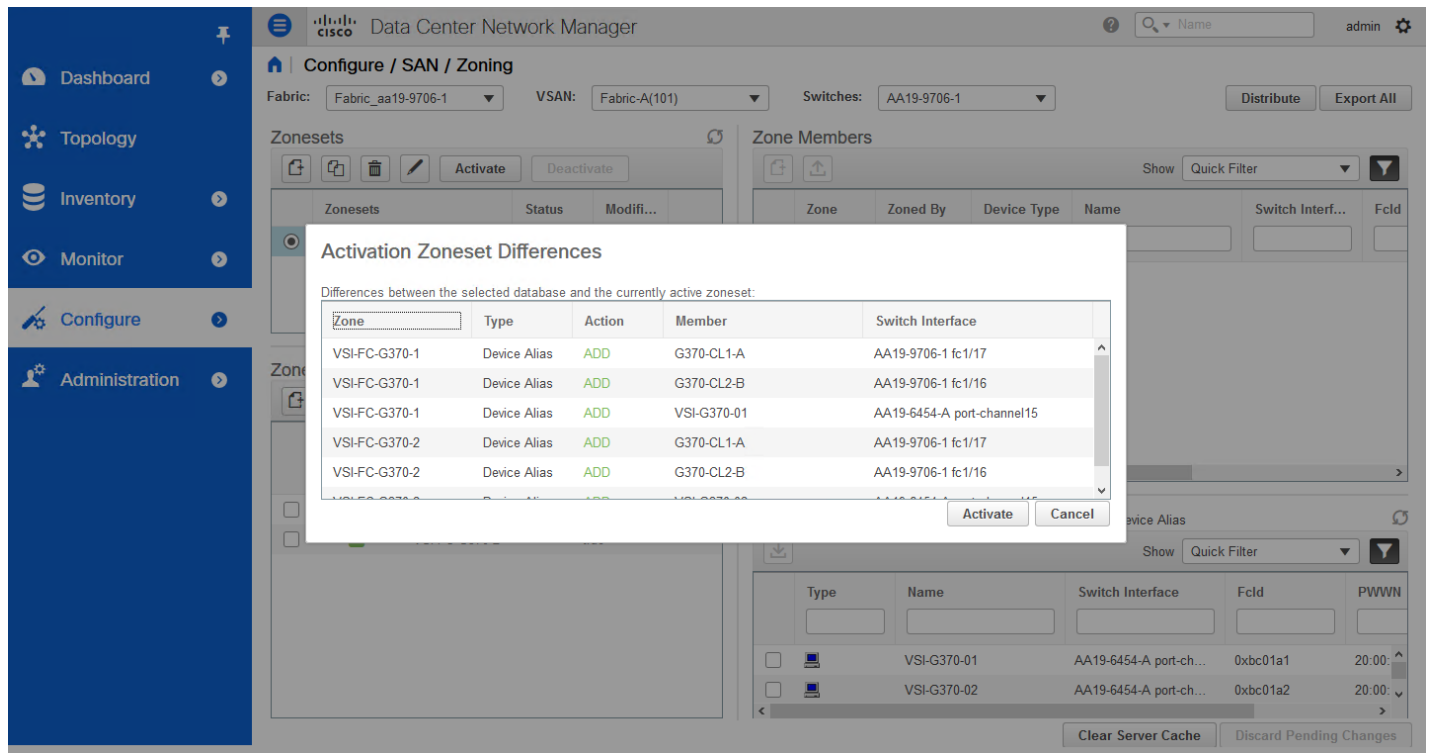 cisco Data Center Network Manager
Name
admin
Dashboard
Topology
Inventory
Monitor
Configure
Administration
Configure / SAN / Zoning
Fabric: Fabric_aa19-9706-1 VSAN: Fabric-A(101) Switches: AA19-9706-1 Distribute Export All
Zonesets
Activate Deactivate
Zonesets Status Modifi...
Zone Members
Show Quick Filter
Zone Zoned By Device Type Name Switch Interf... FcId
Activation Zoneset Differences
Differences between the selected database and the currently active zoneset:
Zone Type Action Member Switch Interface
VSI-FC-G370-1 Device Alias ADD G370-CL1-A AA19-9706-1 fc1/17
VSI-FC-G370-1 Device Alias ADD G370-CL2-B AA19-9706-1 fc1/16
VSI-FC-G370-1 Device Alias ADD VSI-G370-01 AA19-6454-A port-channel15
VSI-FC-G370-2 Device Alias ADD G370-CL1-A AA19-9706-1 fc1/17
VSI-FC-G370-2 Device Alias ADD G370-CL2-B AA19-9706-1 fc1/16
Activate Cancel
Zone
evice Alias
Show Quick Filter
Type Name Switch Interface FcId PWWN
VSI-G370-01 AA19-6454-A port-ch... 0xbc01a1 20:00:
VSI-G370-02 AA19-6454-A port-ch... 0xbc01a2 20:00:
Clear Server Cache Discard Pending Changes